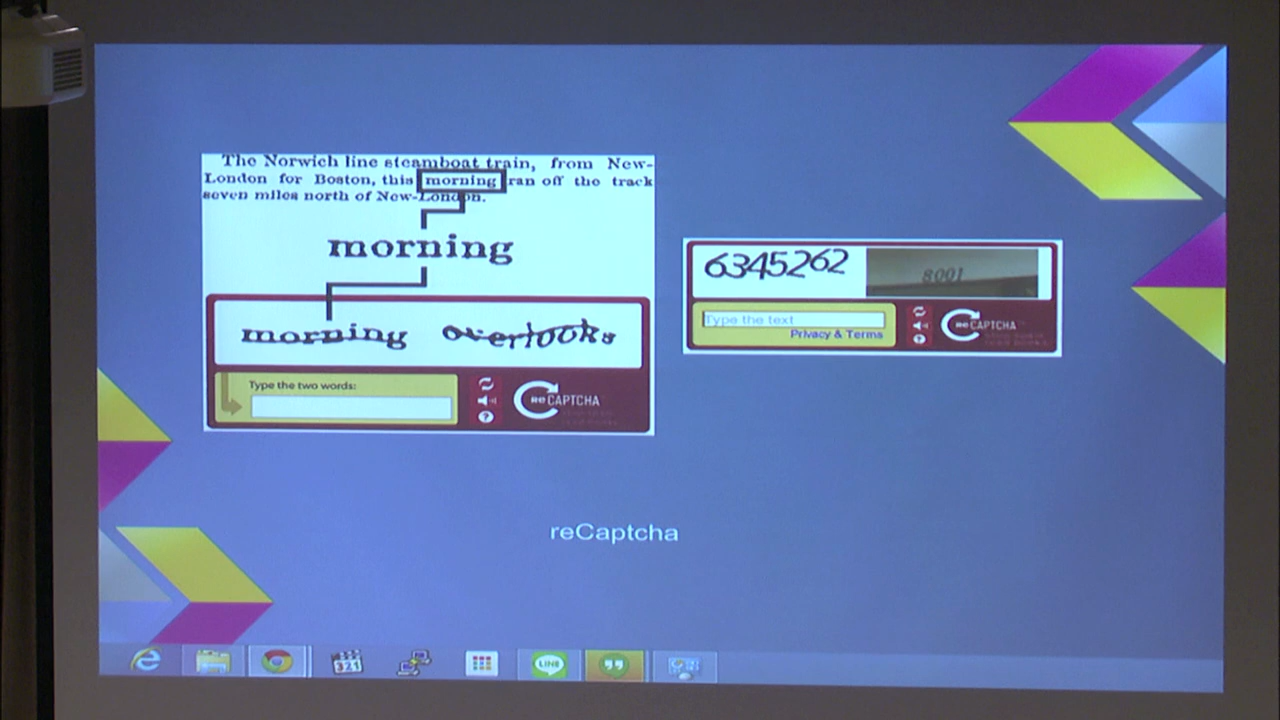 The Norwich line steamboat train, from New-
London for Boston, this morning ran off the track
seven miles north of New-London.
morning
morning overlooks
Type the two words:
reCAPTCHA
6345262
8001
Type the text
Privacy & Terms
reCAPTCHA
reCaptcha
321
LINE